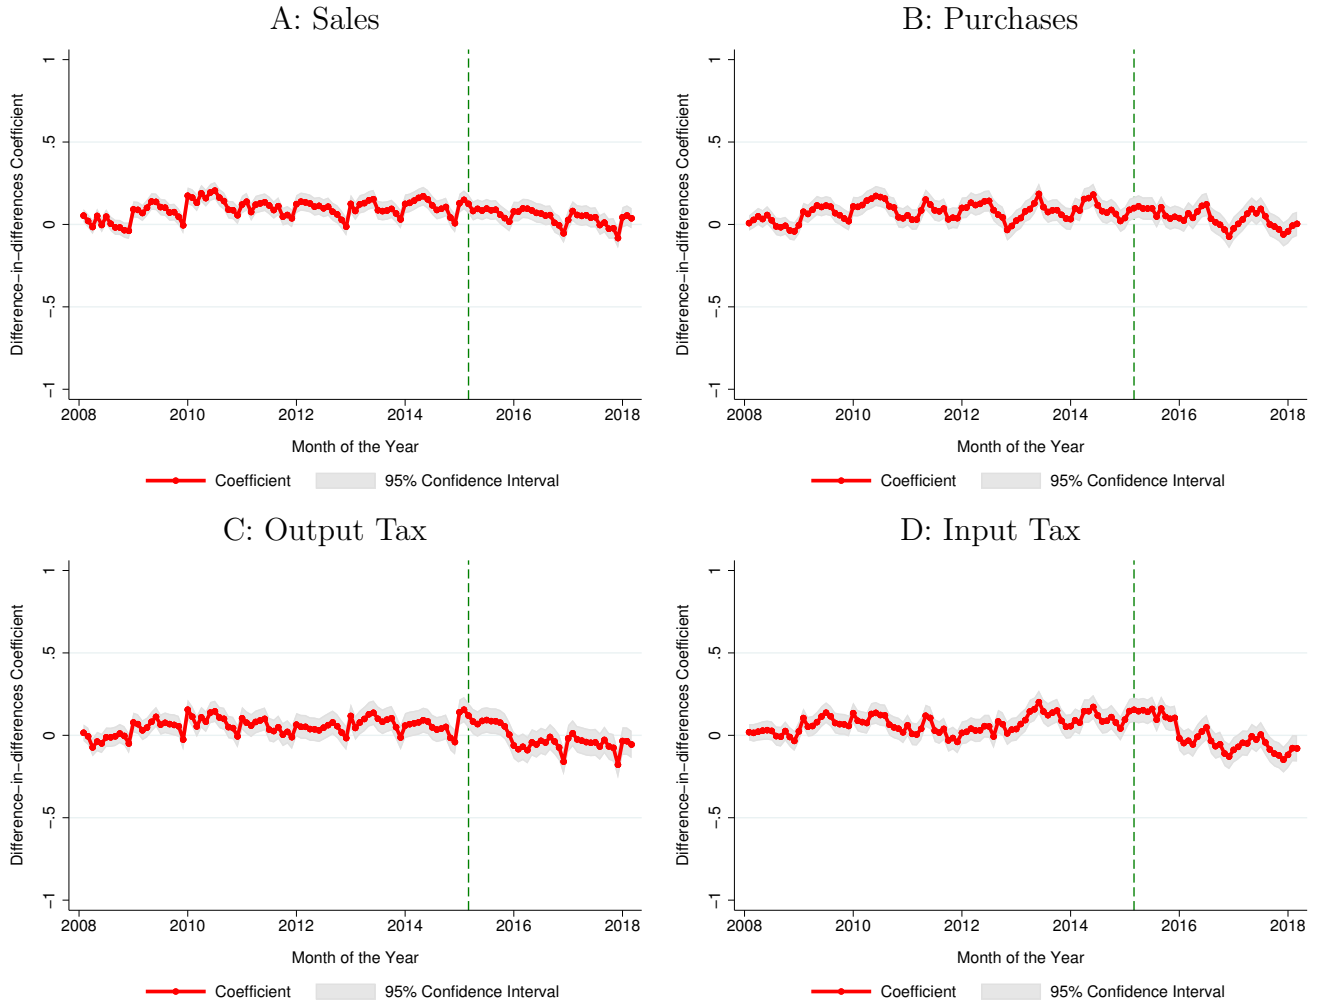 A: Sales
Difference−in−differences Coefficient
1
.5
0
−.5
−1
2008 2010 2012 2014 2016 2018
Month of the Year
Coefficient 95% Confidence Interval
B: Purchases
Difference−in−differences Coefficient
1
.5
0
−.5
−1
2008 2010 2012 2014 2016 2018
Month of the Year
Coefficient 95% Confidence Interval
C: Output Tax
Difference−in−differences Coefficient
1
.5
0
−.5
−1
2008 2010 2012 2014 2016 2018
Month of the Year
Coefficient 95% Confidence Interval
D: Input Tax
Difference−in−differences Coefficient
1
.5
0
−.5
−1
2008 2010 2012 2014 2016 2018
Month of the Year
Coefficient 95% Confidence Interval